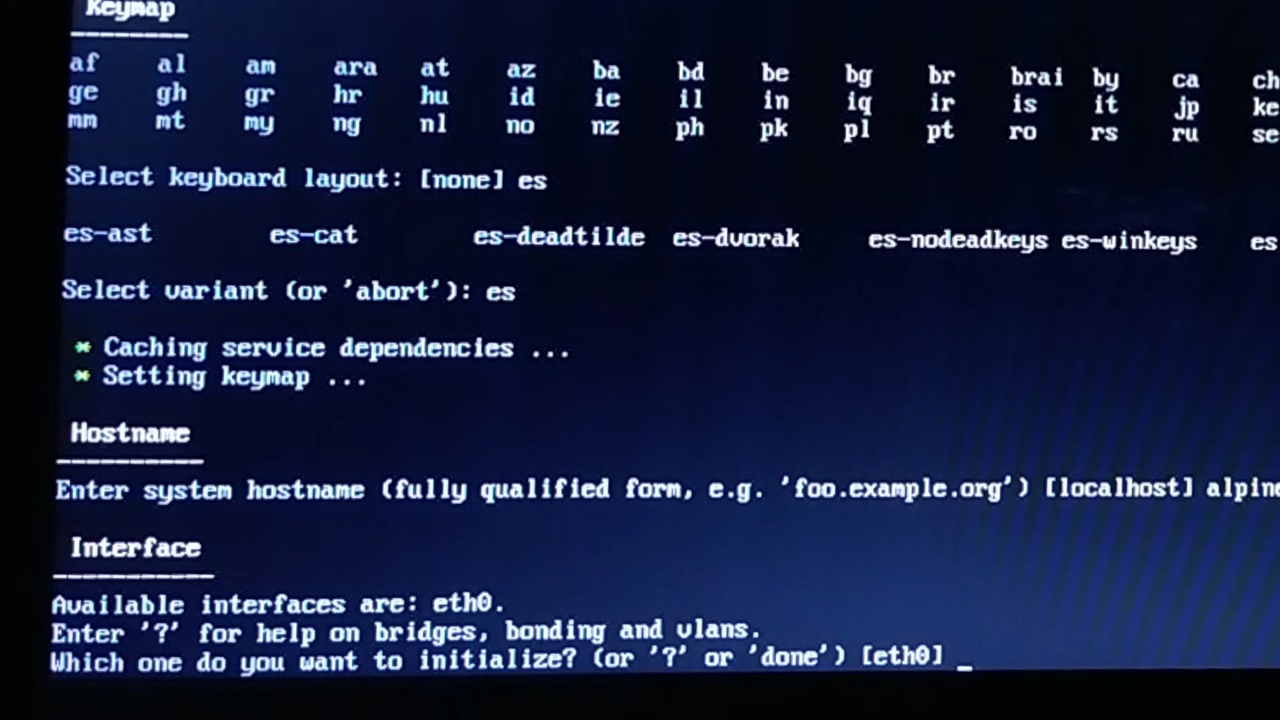 Keymap
--------
af al am ara at az ba bd be bg br brai by ca ch
ge gh gr hr hu id ie il in iq ir is it jp ke
mm mt my ng nl no nz ph pk pl pt ro rs ru se
Select keyboard layout: [none] es
es-ast es-cat es-deadtilde es-dvorak es-nodeadkeys es-winkeys es
Select variant (or 'abort'): es
* Caching service dependencies ...
* Setting keymap ...
Hostname
----------
Enter system hostname (fully qualified form, e.g. 'foo.example.org') [localhost] alpine
Interface
-----------
Available interfaces are: eth0.
Enter '?' for help on bridges, bonding and vlans.
Which one do you want to initialize? (or '?' or 'done') [eth0] _